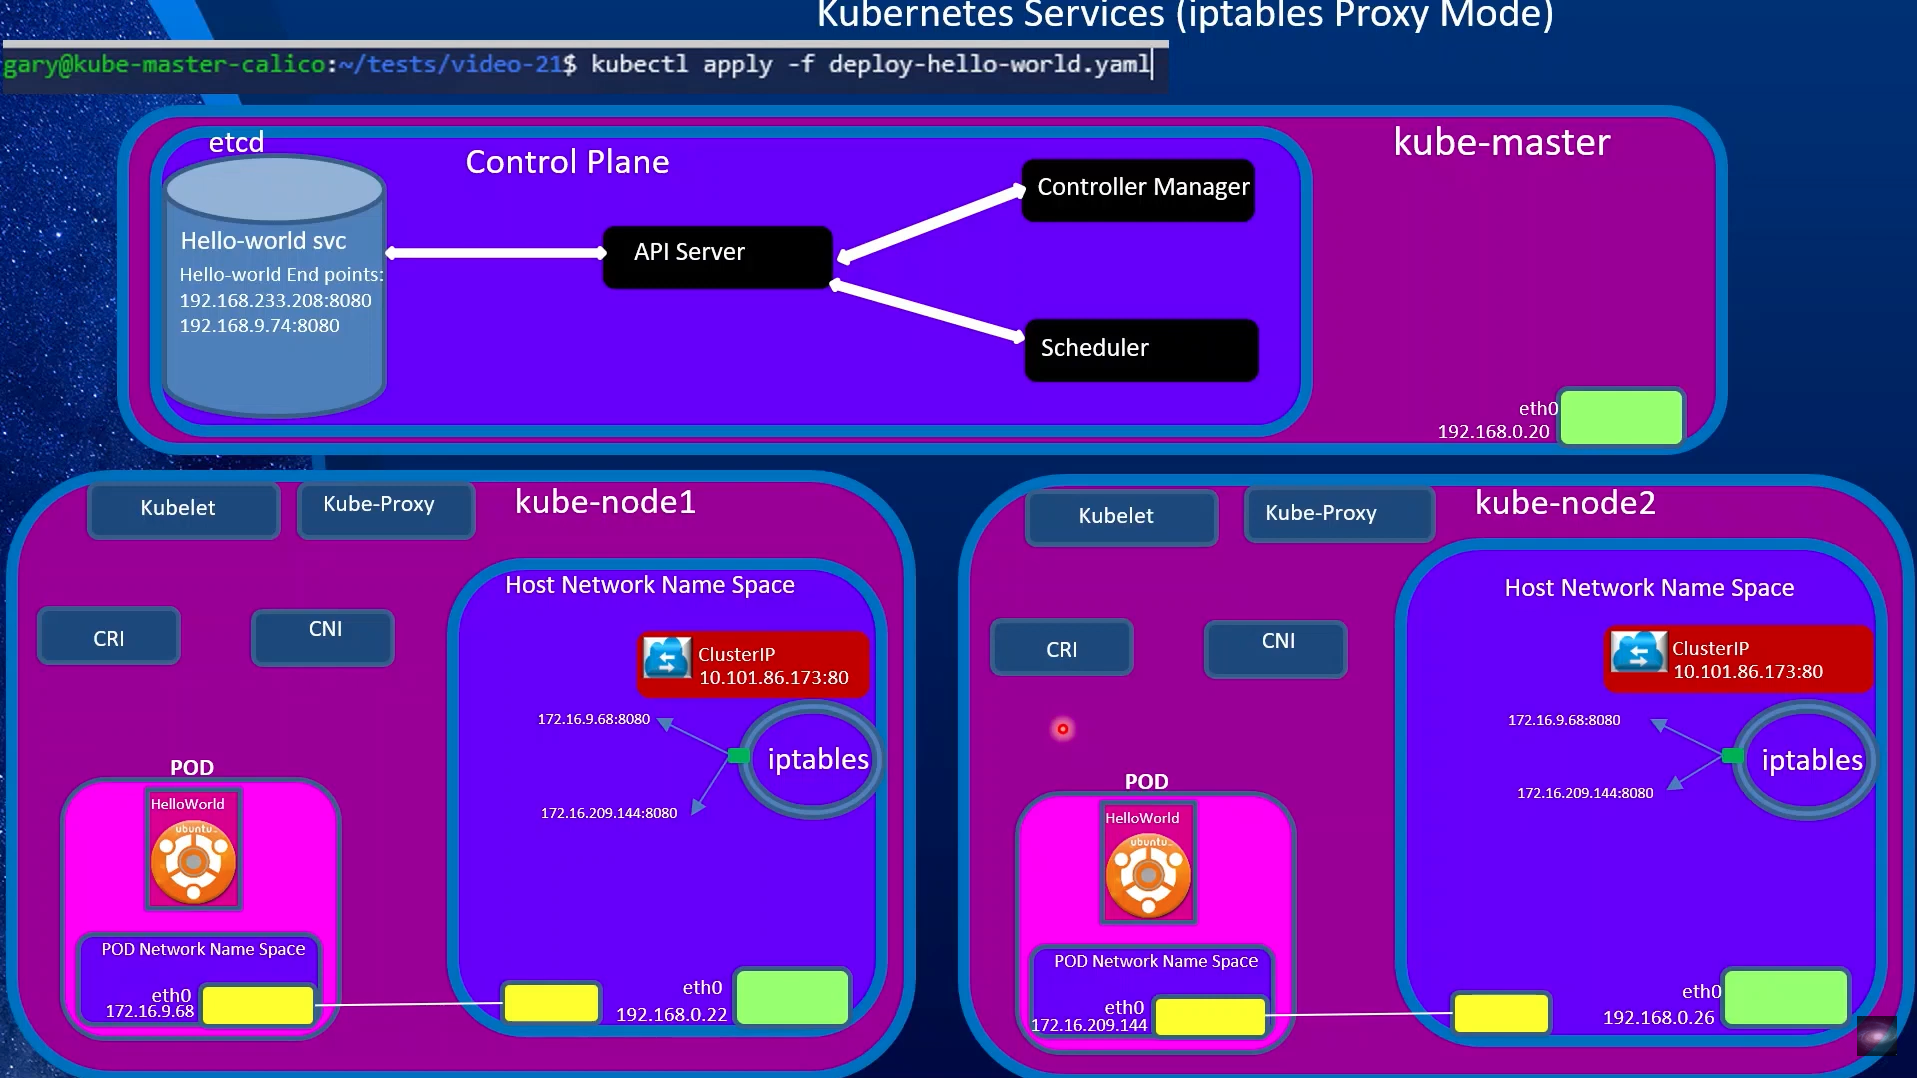 Kubernetes Services (iptables Proxy Mode)
gary@kube-master-calico:~/tests/video-21$ kubectl apply -f deploy-hello-world.yaml
kube-master
etcd
Control Plane
Controller Manager
Hello-world svc
API Server
Hello-world End points:
192.168.233.208:8080
192.168.9.74:8080
Scheduler
eth0
192.168.0.20
Kubelet
Kube-Proxy
kube-node1
Host Network Name Space
CRI
CNI
ClusterIP
10.101.86.173:80
172.16.9.68:8080
iptables
172.16.209.144:8080
POD
HelloWorld
ubuntu
POD Network Name Space
eth0
172.16.9.68
eth0
192.168.0.22
Kubelet
Kube-Proxy
kube-node2
Host Network Name Space
CRI
CNI
ClusterIP
10.101.86.173:80
172.16.9.68:8080
iptables
172.16.209.144:8080
POD
HelloWorld
ubuntu
POD Network Name Space
eth0
172.16.209.144
eth0
192.168.0.26